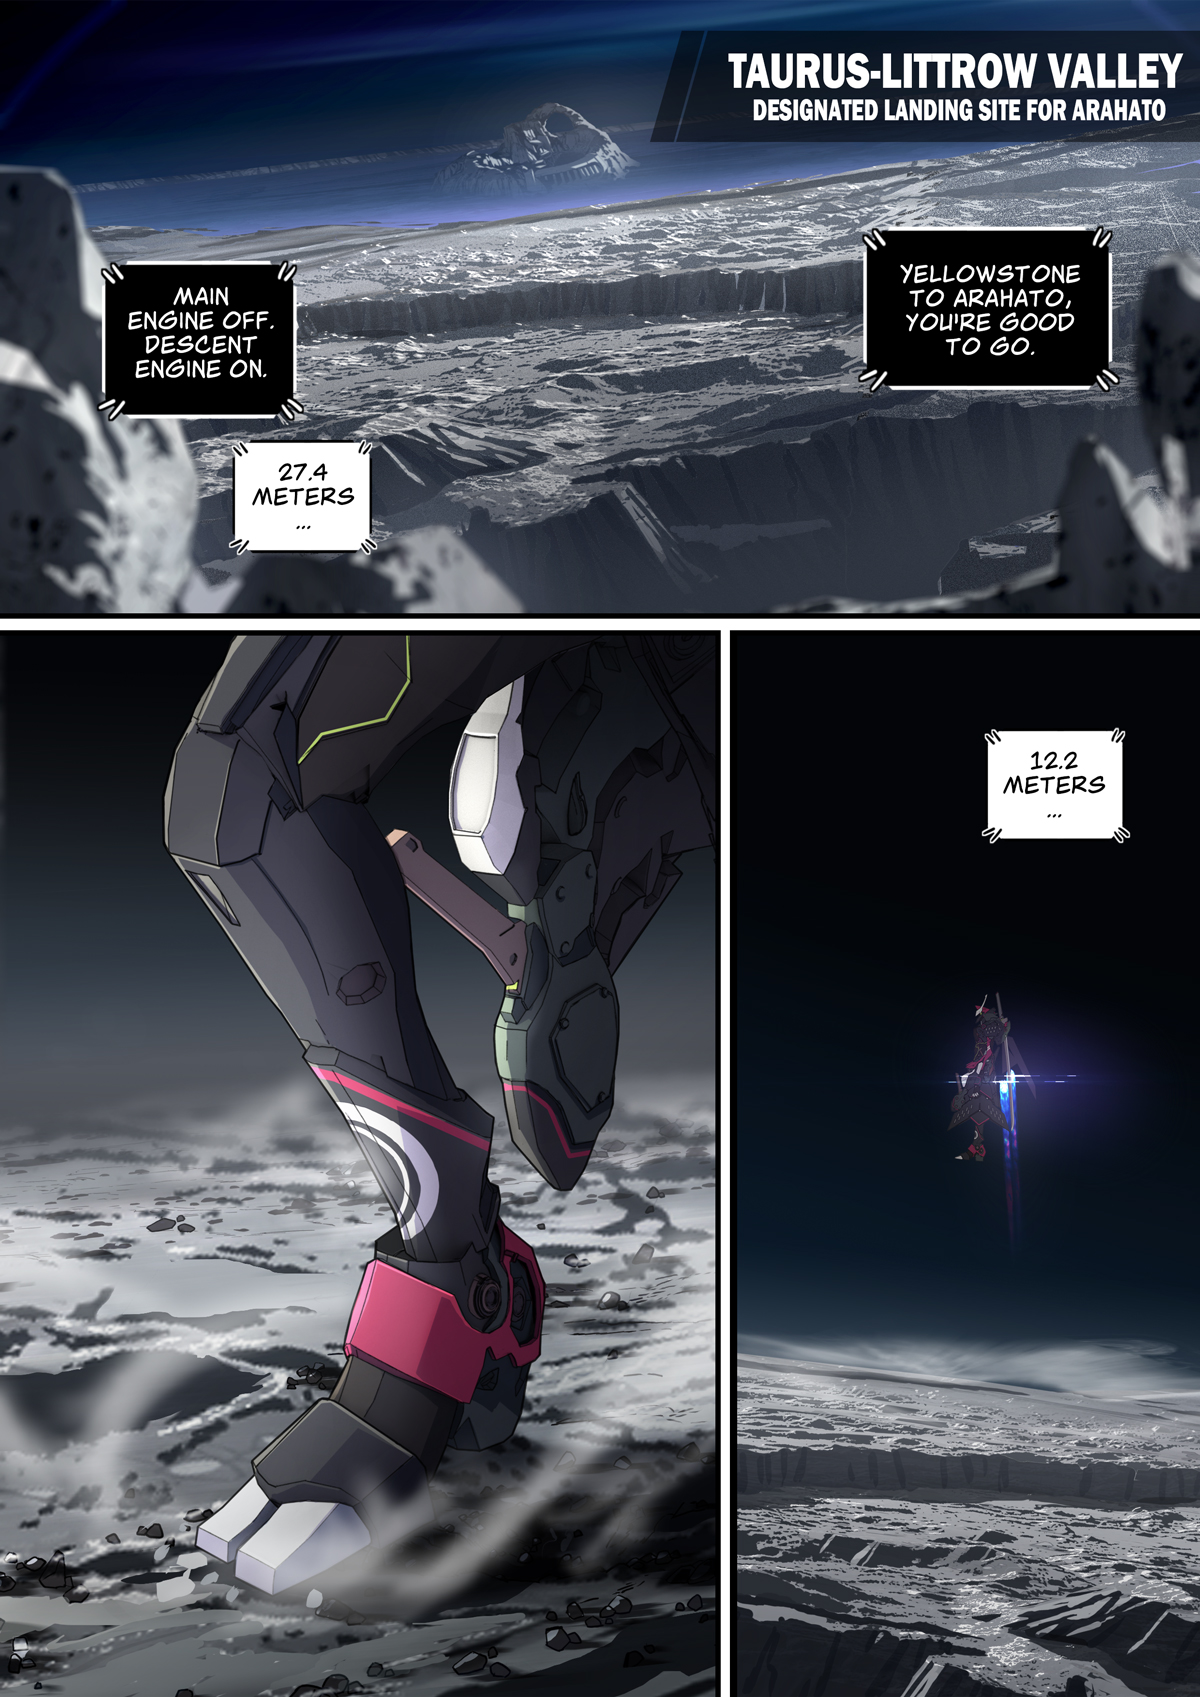 TAURUS-LITTROW VALLEY
DESIGNATED LANDING SITE FOR ARAHATO
YELLOWSTONE
TO ARAHATO,
YOU'RE GOOD
TO GO.
MAIN
ENGINE OFF.
DESCENT
ENGINE ON.
27.4
METERS
...
12.2
METERS
...